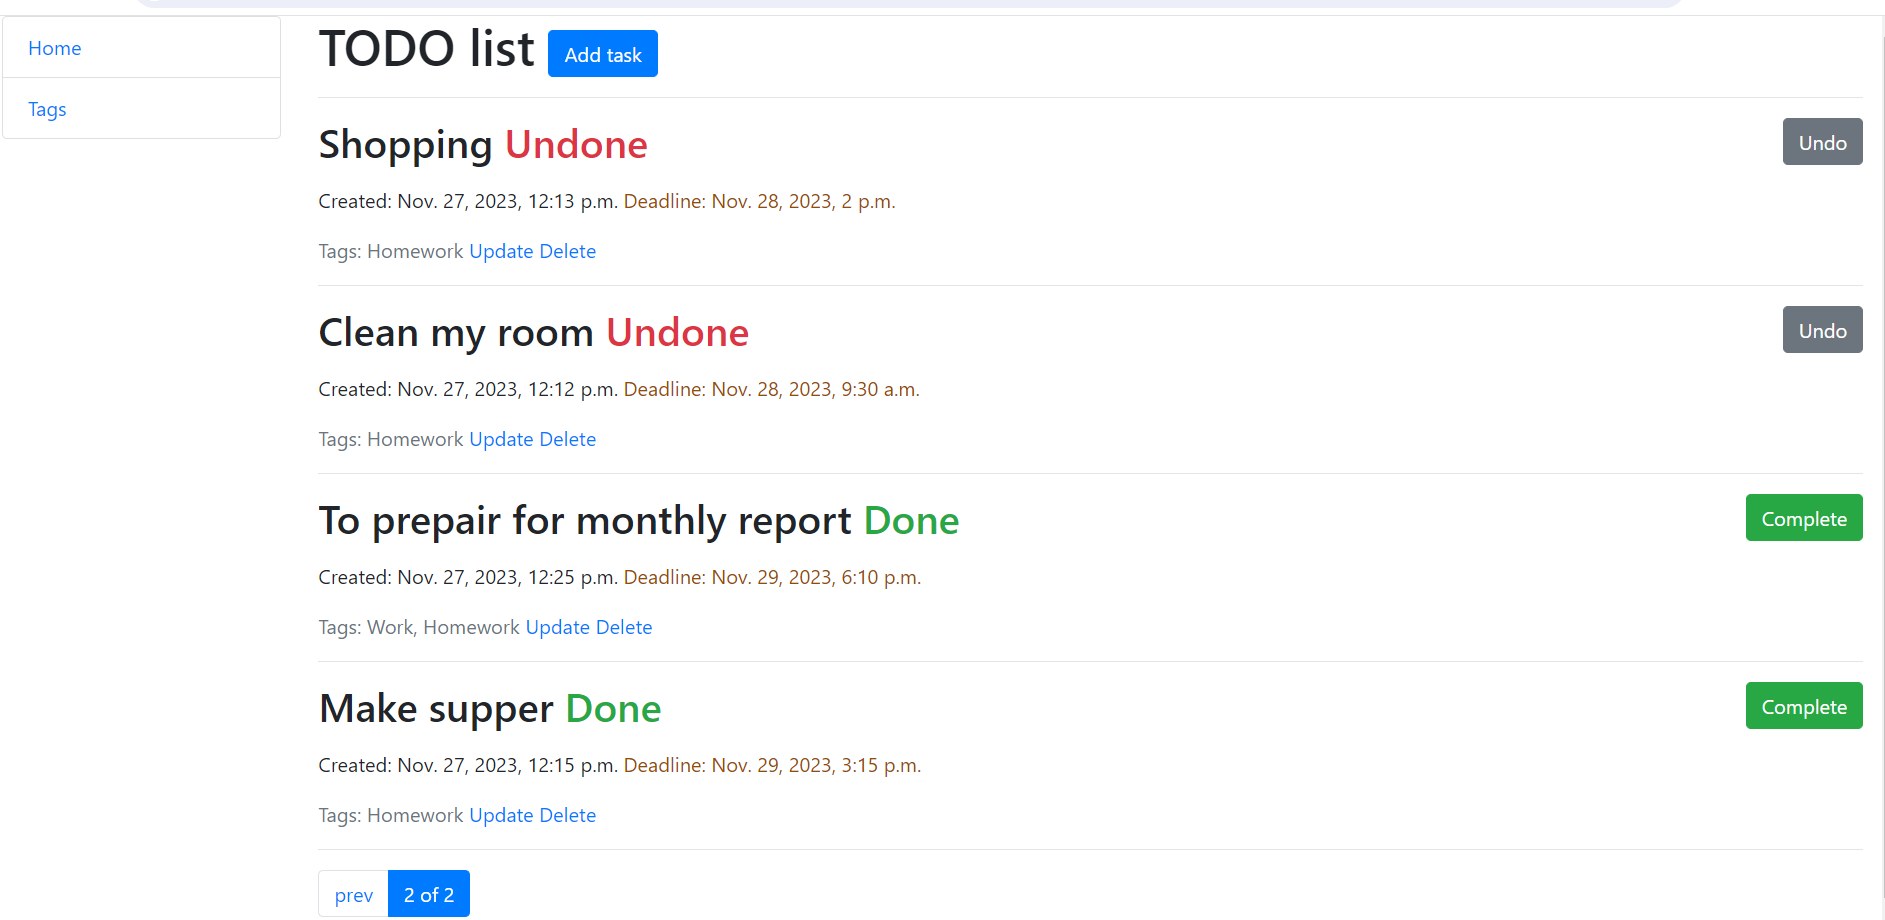 Home
Tags
TODO list Add task
Shopping Undone Undo
Created: Nov. 27, 2023, 12:13 p.m. Deadline: Nov. 28, 2023, 2 p.m.
Tags: Homework Update Delete
Clean my room Undone Undo
Created: Nov. 27, 2023, 12:12 p.m. Deadline: Nov. 28, 2023, 9:30 a.m.
Tags: Homework Update Delete
To prepair for monthly report Done Complete
Created: Nov. 27, 2023, 12:25 p.m. Deadline: Nov. 29, 2023, 6:10 p.m.
Tags: Work, Homework Update Delete
Make supper Done Complete
Created: Nov. 27, 2023, 12:15 p.m. Deadline: Nov. 29, 2023, 3:15 p.m.
Tags: Homework Update Delete
prev 2 of 2